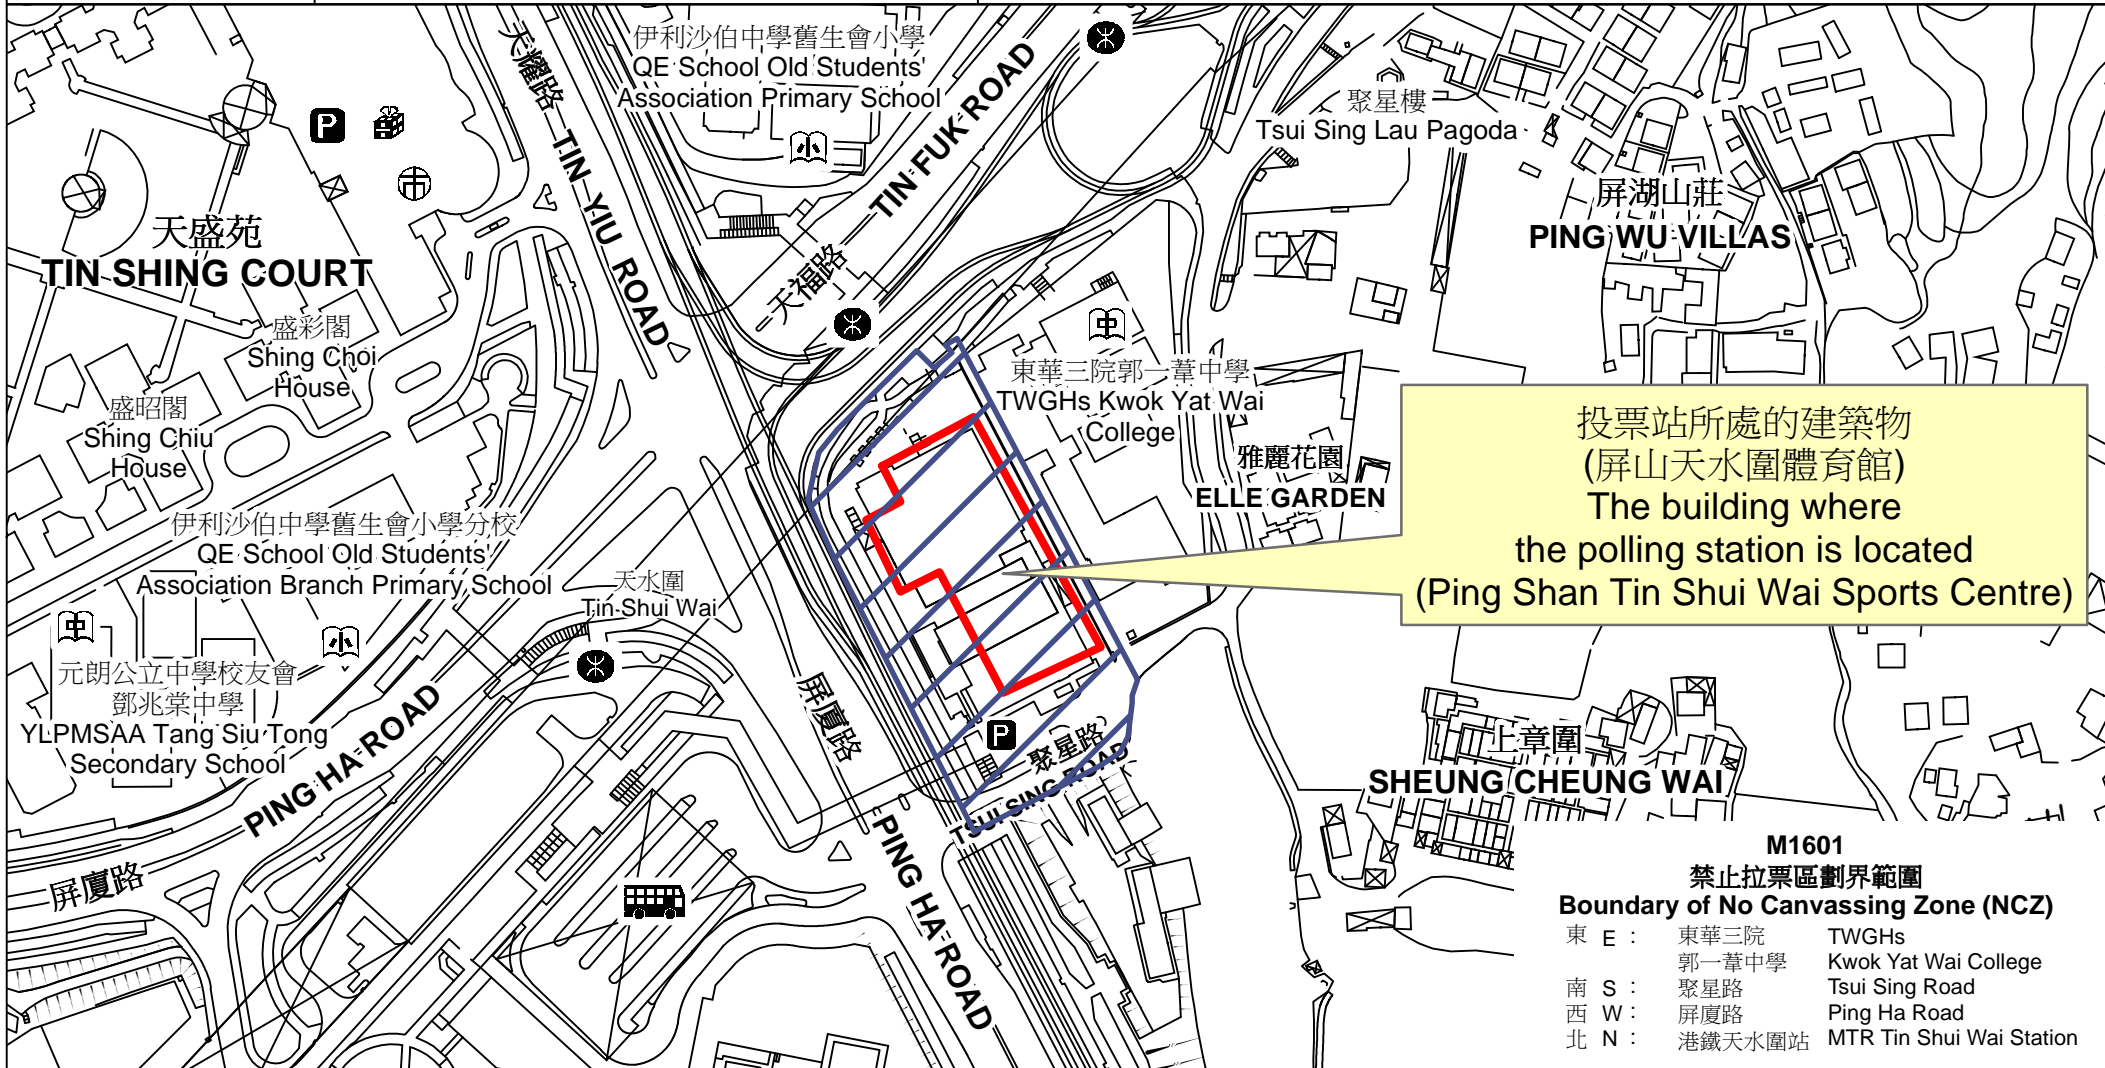 伊利沙伯中學舊生會小學
QE School Old Students'
Association Primary School
小
天耀路 TIN YIU ROAD
TIN FUK ROAD
天福路
聚星樓
Tsui Sing Lau Pagoda
屏湖山莊
PING WU VILLAS
P
市
天盛苑
TIN SHING COURT
盛彩閣
Shing Choi
House
盛昭閣
Shing Chiu
House
中
東華三院郭一葦中學
TWGHs Kwok Yat Wai
College
雅麗花園
ELLE GARDEN
投票站所處的建築物
(屏山天水圍體育館)
The building where
the polling station is located
(Ping Shan Tin Shui Wai Sports Centre)
伊利沙伯中學舊生會小學分校
QE School Old Students'
Association Branch Primary School
天水圍
Tin Shui Wai
中
小
元朗公立中學校友會
鄧兆棠中學
YLPMSAA Tang Siu Tong
Secondary School
PING HA ROAD
屏廈路
屏廈路
PING HA ROAD
P
聚星路
TSUI SING ROAD
上章圍
SHEUNG CHEUNG WAI
M1601
禁止拉票區劃界範圍
Boundary of No Canvassing Zone (NCZ)
東 E : 東華三院 TWGHs
郭一葦中學 Kwok Yat Wai College
南 S : 聚星路 Tsui Sing Road
西 W : 屏廈路 Ping Ha Road
北 N : 港鐵天水圍站 MTR Tin Shui Wai Station